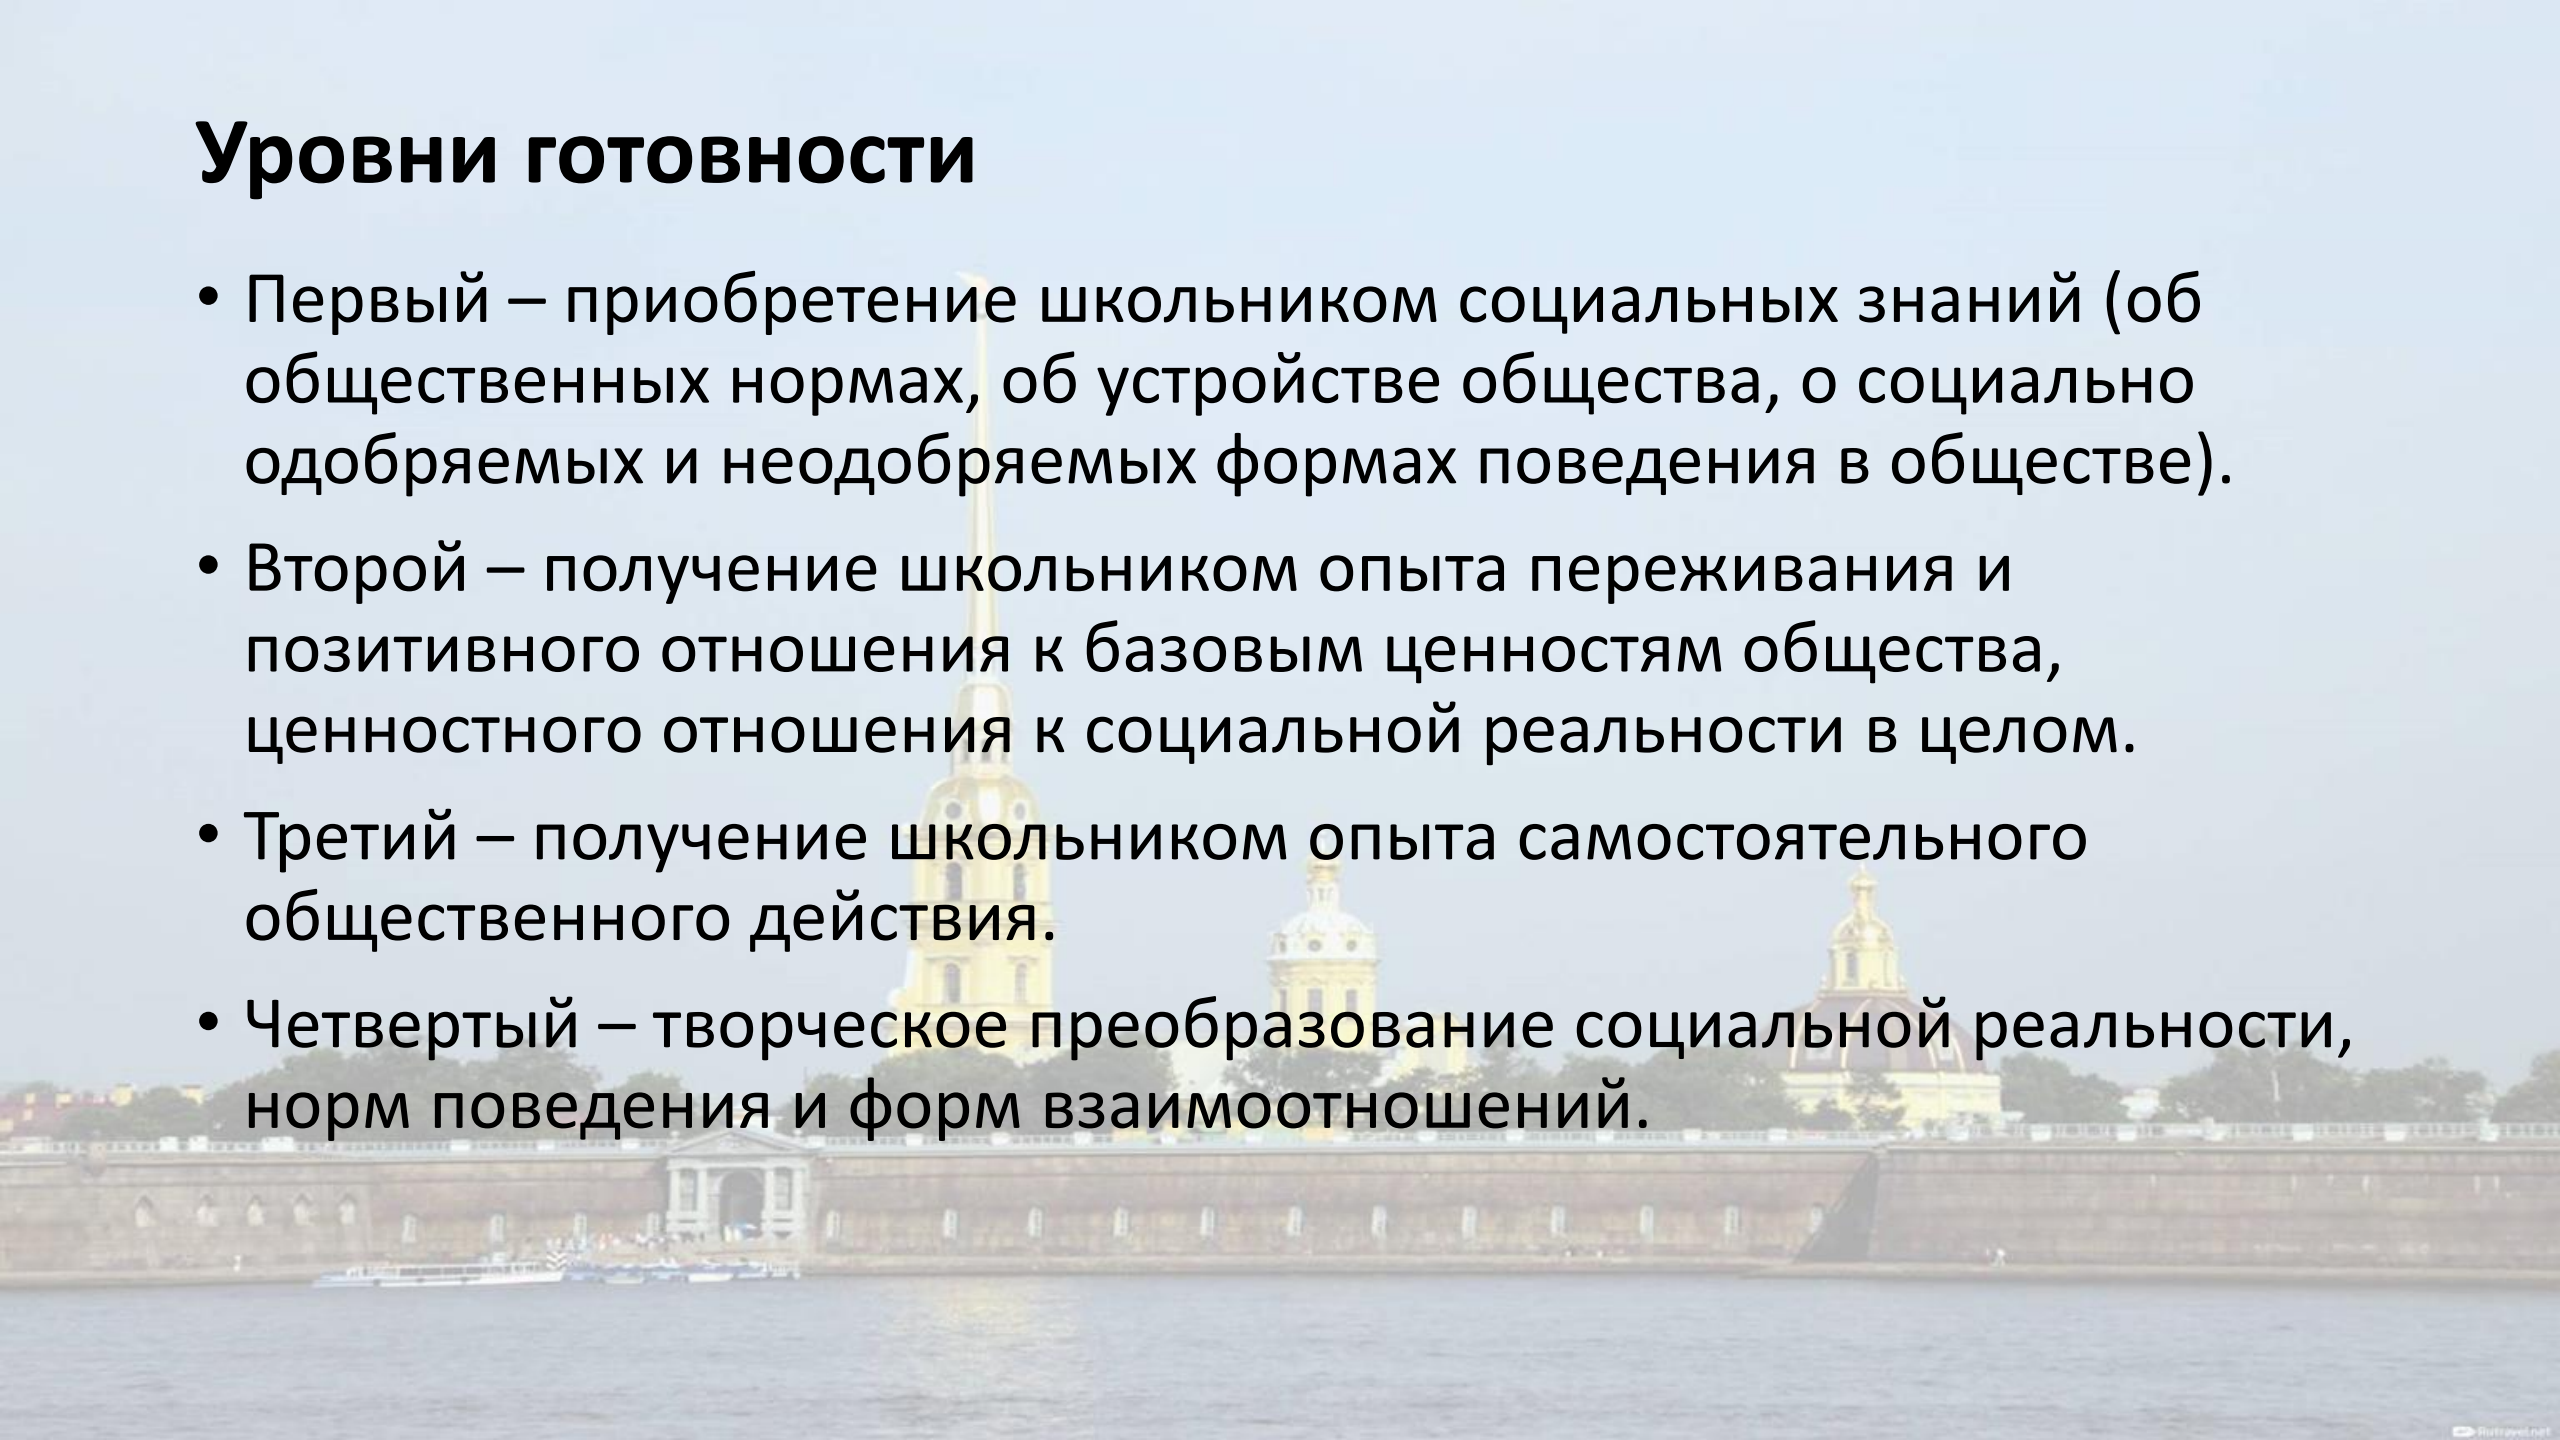 Уровни готовности
• Первый – приобретение школьником социальных знаний (об
общественных нормах, об устройстве общества, о социально
одобряемых и неодобряемых формах поведения в обществе).
• Второй – получение школьником опыта переживания и
позитивного отношения к базовым ценностям общества,
ценностного отношения к социальной реальности в целом.
• Третий – получение школьником опыта самостоятельного
общественного действия.
• Четвертый – творческое преобразование социальной реальности,
норм поведения и форм взаимоотношений.